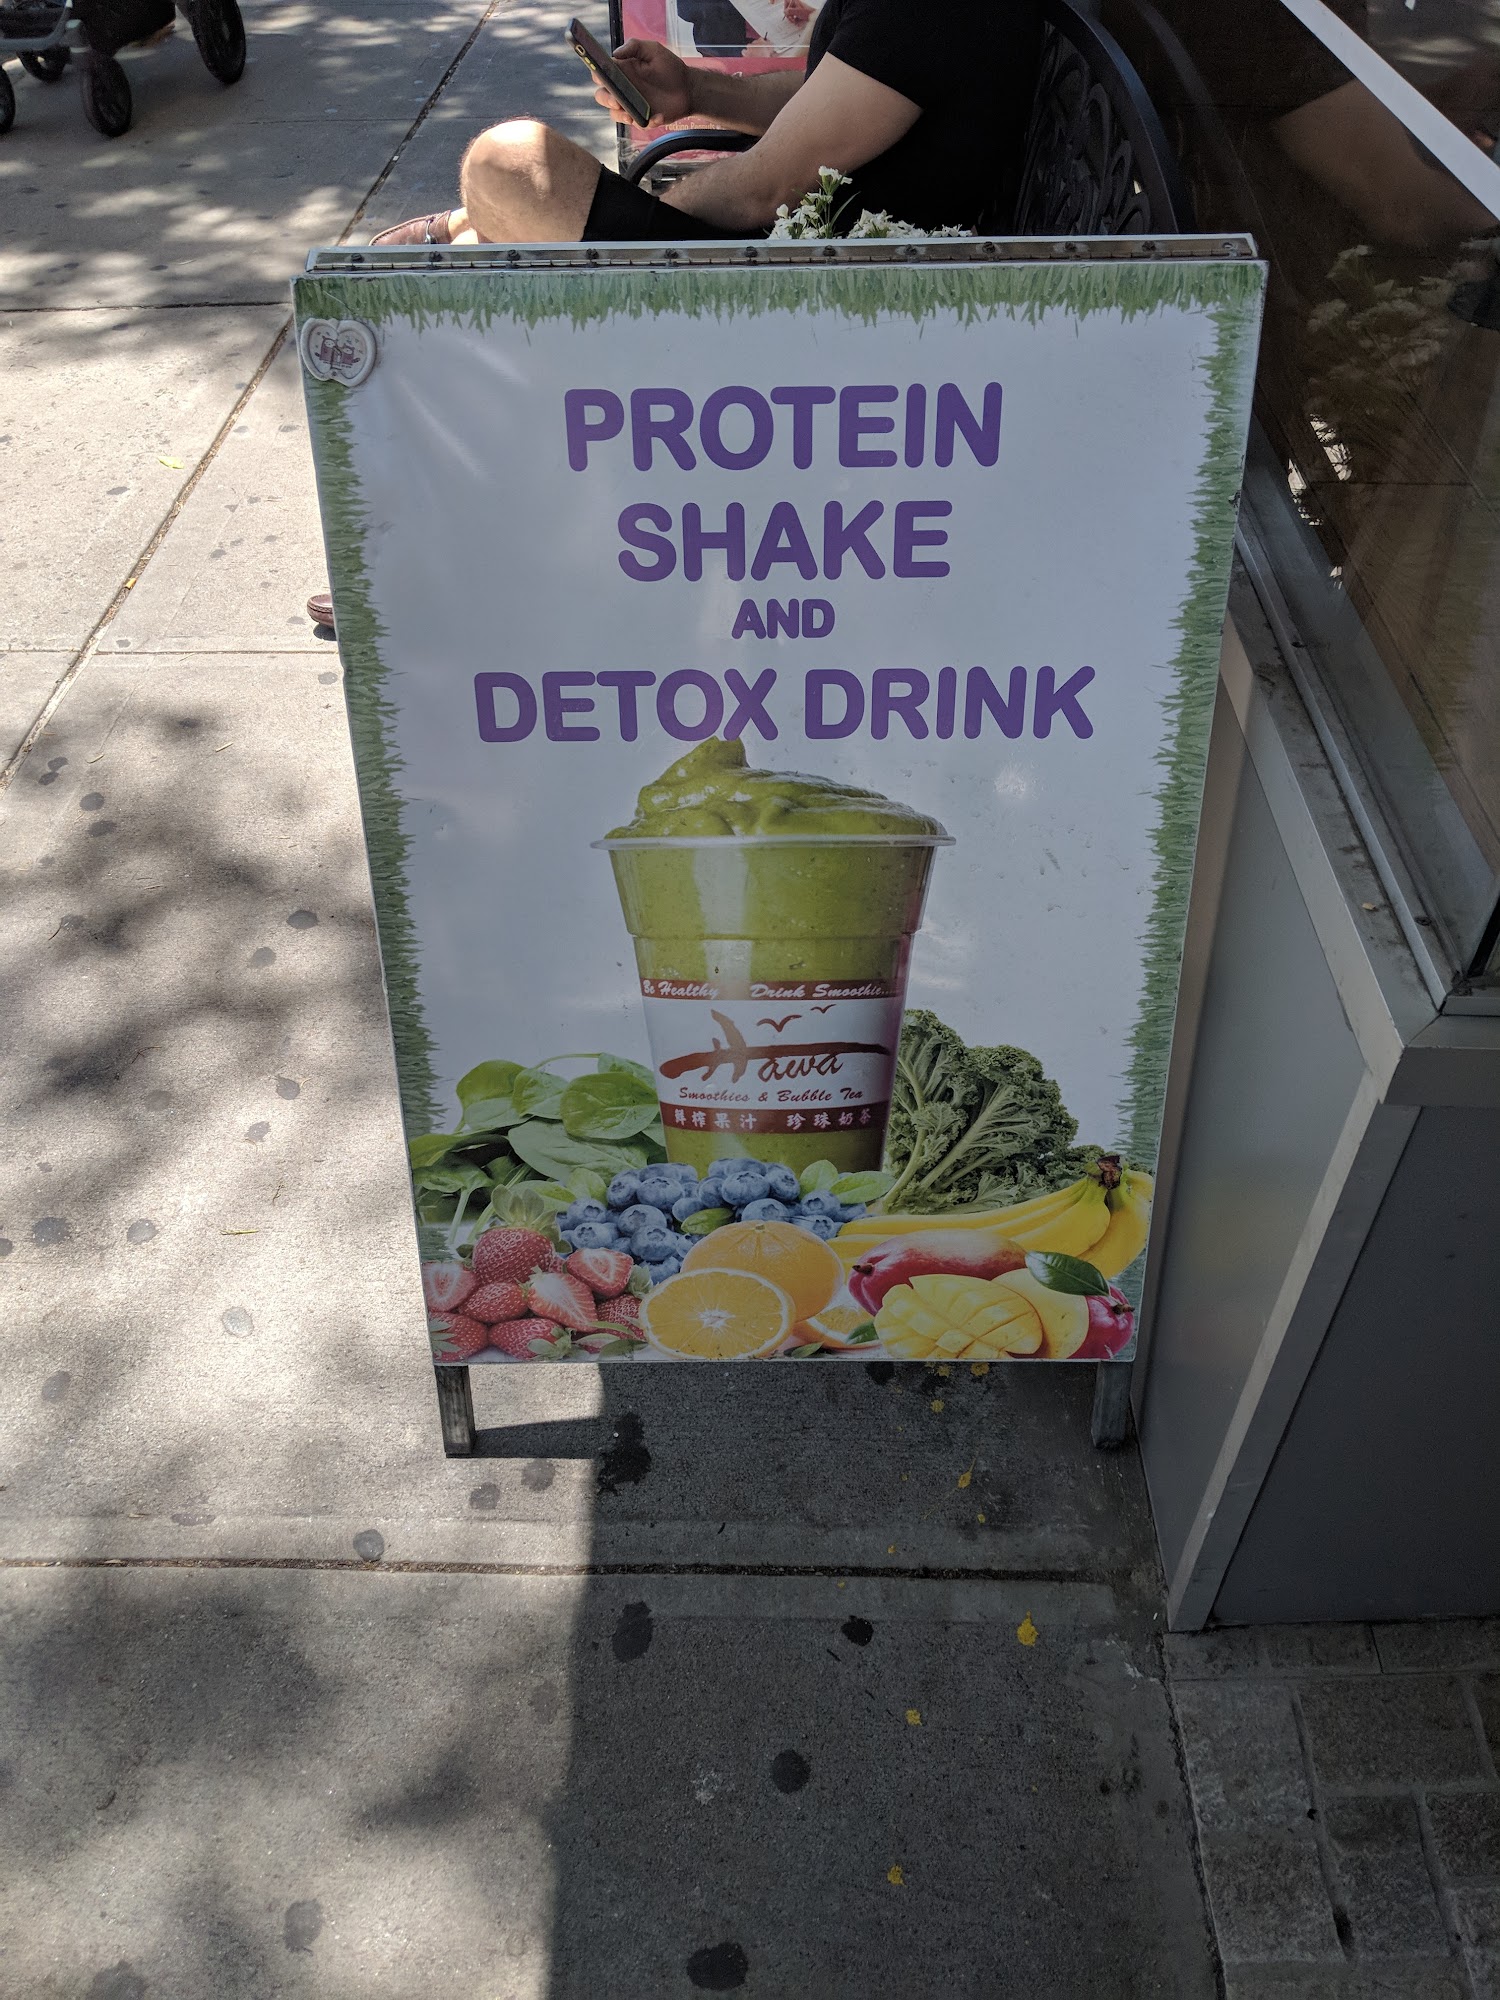 PROTEIN
SHAKE
AND
DETOX DRINK
Be Healthy Drink Smoothie...
Hawa
Smoothies & Bubble Tea
鮮榨果汁 珍珠奶茶